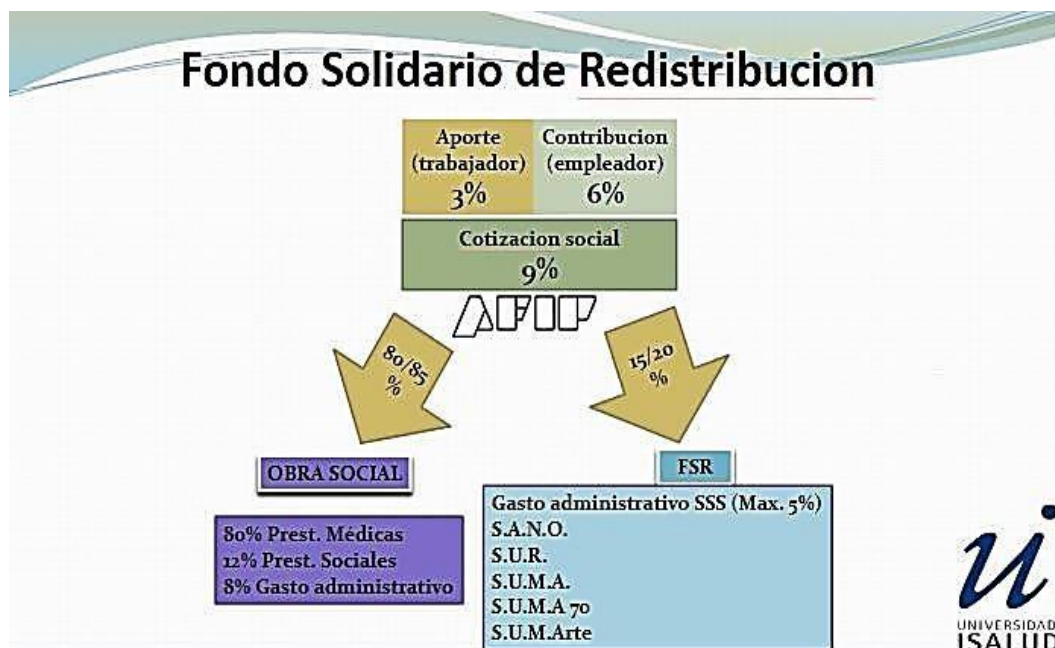 Fondo Solidario de Redistribucion
Aporte
(trabajador)
3%
Contribucion
(empleador)
6%
Cotizacion social
9%
AFIP
80/85
%
15/20
%
OBRA SOCIAL
80% Prest. Médicas
12% Prest. Sociales
8% Gasto administrativo
FSR
Gasto administrativo SSS (Max. 5%)
S.A.N.O.
S.U.R.
S.U.M.A.
S.U.M.A 70
S.U.M.Arte
ui
UNIVERSIDAD
ISALUD